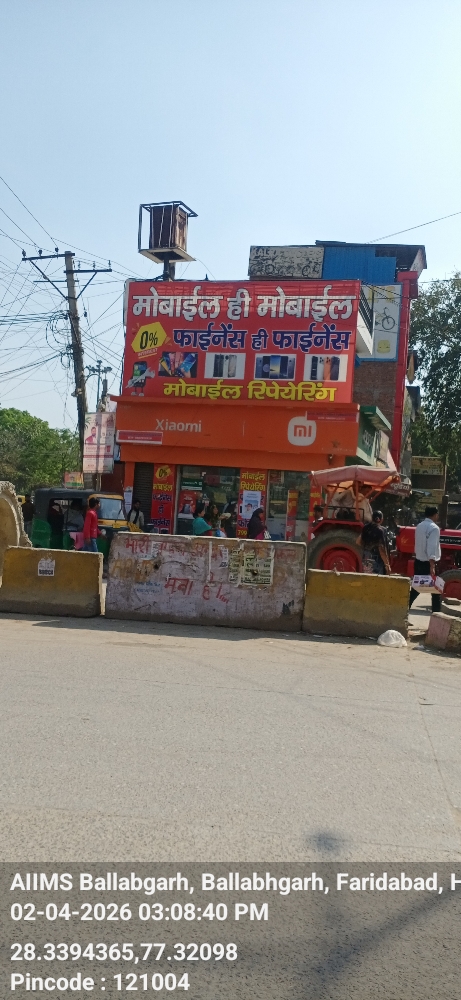 मोबाईल ही मोबाईल
0%
फाईनेंस ही फाईनेंस
मोबाईल रिपेयेरिंग
Xiaomi
mi
AIIMS Ballabgarh, Ballabhgarh, Faridabad, H
02-04-2026 03:08:40 PM
28.3394365,77.32098
Pincode : 121004